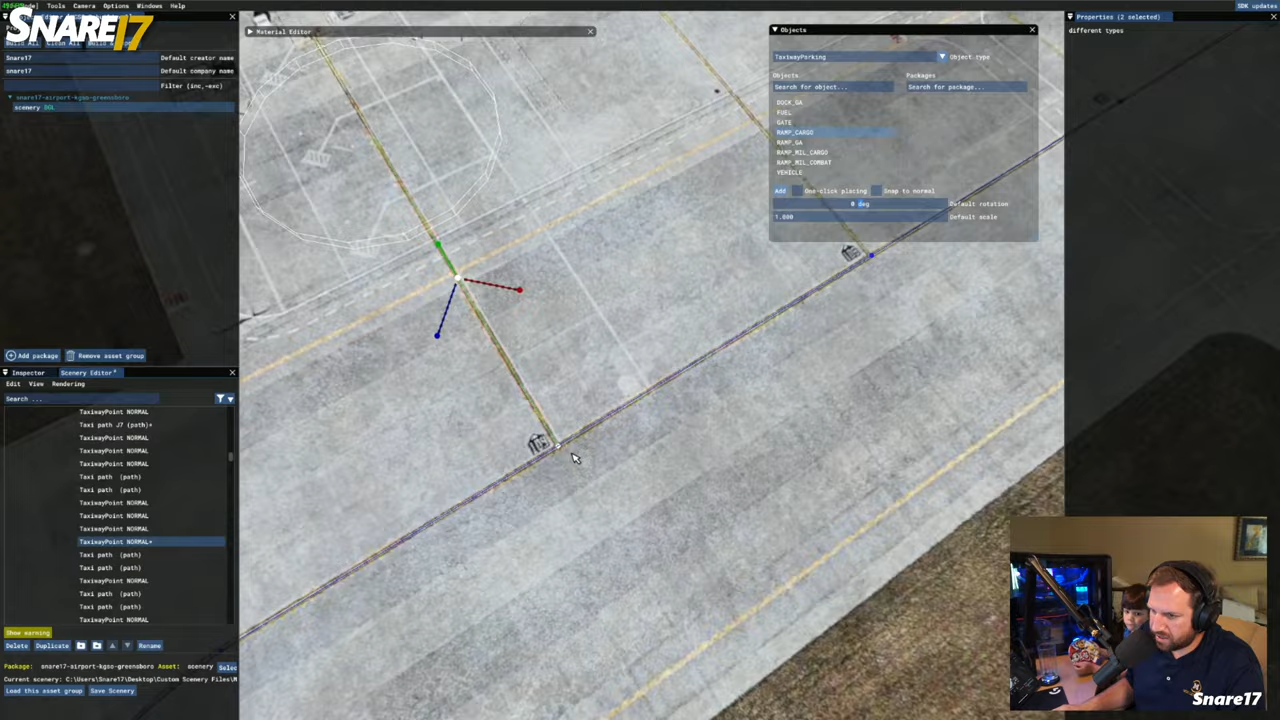 Tools Camera Options Windows Help
SDK updates
SNARE17
Material Editor
Objects
Properties (2 selected)
different types
Snare17 Default creator name
snare17 Default company name
Filter (inc,-exc)
snare17-airport-kgso-greensboro
scenery BGL
TaxiwayParking Object type
Objects Packages
Search for object... Search for package...
DOCK_GA
FUEL
GATE
RAMP_CARGO
RAMP_GA
RAMP_MIL_CARGO
RAMP_MIL_COMBAT
VEHICLE
Add One-click placing Snap to normal
0 deg Default rotation
1.000 Default scale
Add package Remove asset group
Inspector Scenery Editor*
Edit View Rendering
Search ...
TaxiwayPoint NORMAL
Taxi path J7 (path)*
TaxiwayPoint NORMAL
TaxiwayPoint NORMAL
TaxiwayPoint NORMAL
Taxi path (path)
Taxi path (path)
TaxiwayPoint NORMAL
TaxiwayPoint NORMAL
TaxiwayPoint NORMAL
TaxiwayPoint NORMAL*
Taxi path (path)
Taxi path (path)
TaxiwayPoint NORMAL
Taxi path (path)
Taxi path (path)
TaxiwayPoint NORMAL
Show warning
Delete Duplicate Rename
Package: snare17-airport-kgso-greensboro Asset: scenery Selec
Current scenery: C:\Users\Snare17\Desktop\Custom Scenery Files\M
Load this asset group Save Scenery
Snare17